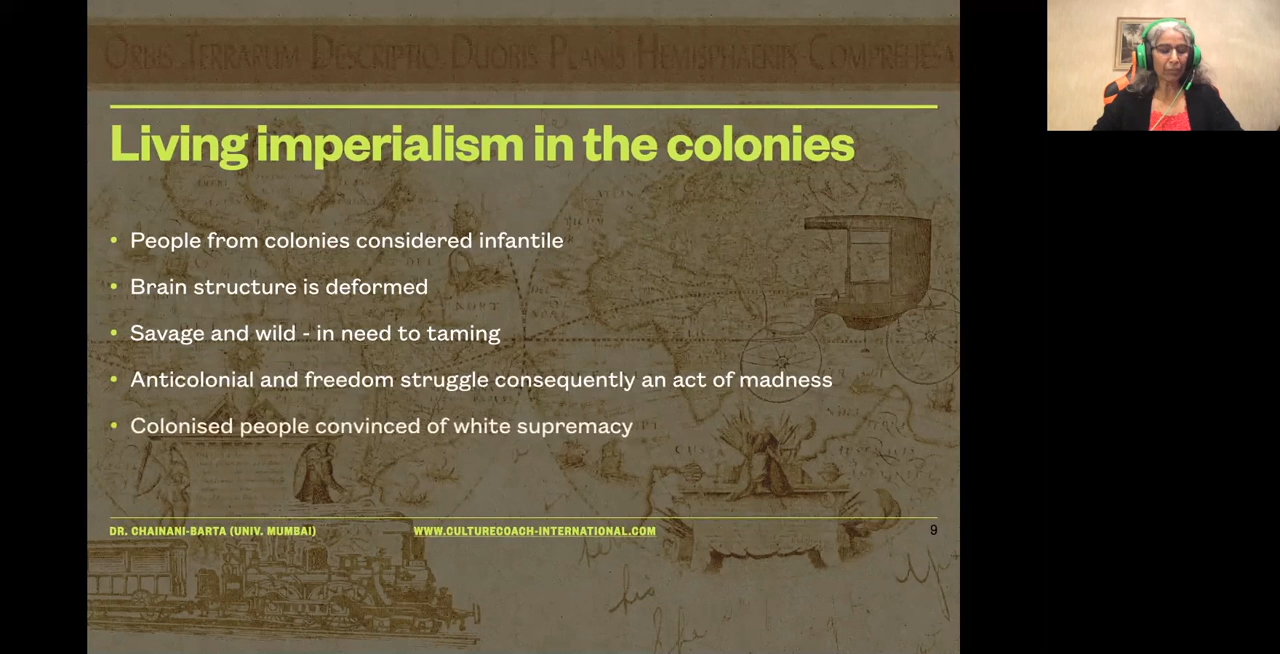 ORBIS TERRARUM DESCRIPTIO DUOBIS PLANIS HEMISPHAERIIS COMPREHESA
Living imperialism in the colonies
• People from colonies considered infantile
• Brain structure is deformed
• Savage and wild - in need to taming
• Anticolonial and freedom struggle consequently an act of madness
• Colonised people convinced of white supremacy
DR. CHAINANI-BARTA (UNIV. MUMBAI) WWW.CULTURECOACH-INTERNATIONAL.COM 9